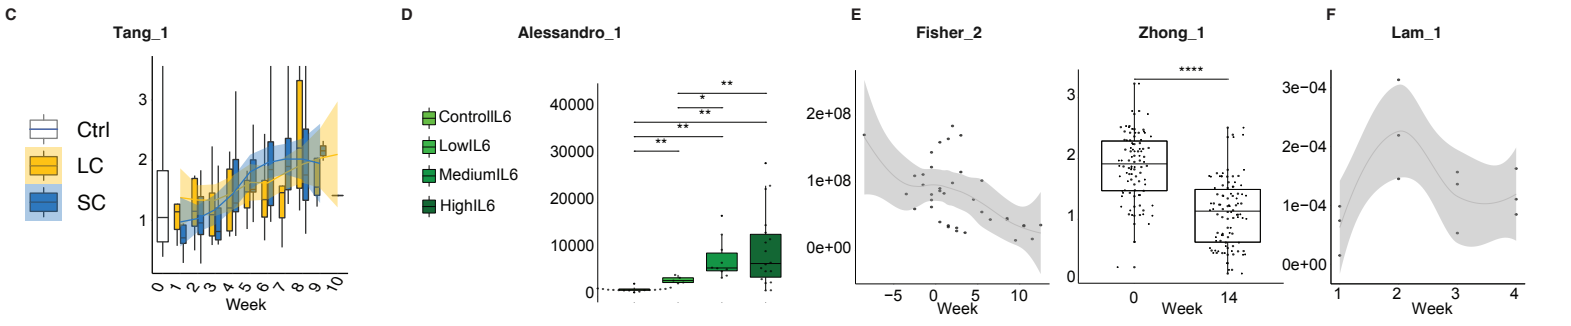 C
Tang_1
Ctrl
LC
SC
3
2
1
0 1 2 3 4 5 6 7 8 9 10
Week
D
Alessandro_1
ControllL6
LowIL6
MediumIL6
HighIL6
40000
30000
20000
10000
0
**
*
**
**
**
E
Fisher_2
2e+08
1e+08
0e+00
−5 0 5 10
Week
Zhong_1
****
3
2
1
0
0 14
Week
F
Lam_1
3e−04
2e−04
1e−04
0e+00
1 2 3 4
Week